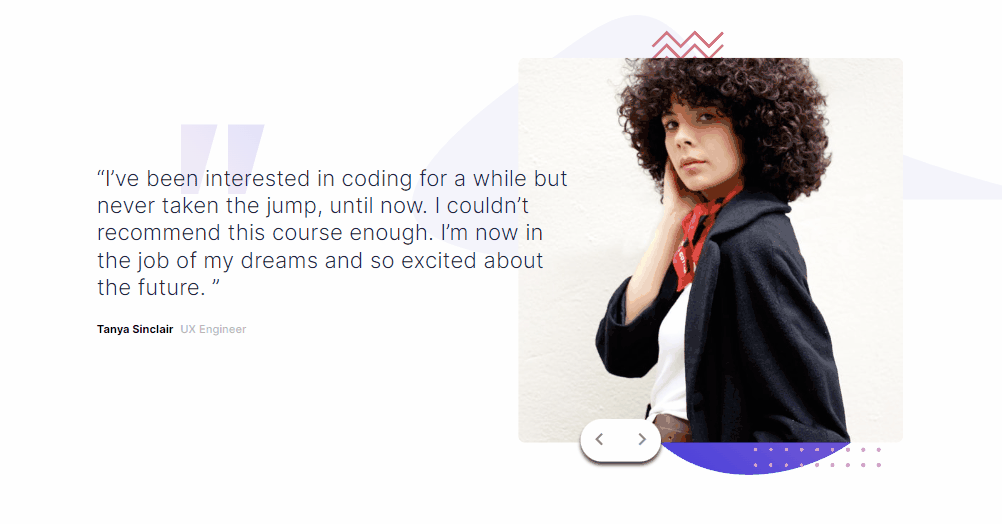 “I’ve been interested in coding for a while but
never taken the jump, until now. I couldn’t
recommend this course enough. I’m now in
the job of my dreams and so excited about
the future. ”
Tanya Sinclair UX Engineer